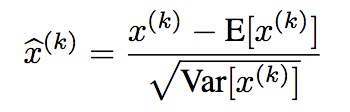 x̂^(k) = (x^(k) − E[x^(k)]) / √(Var[x^(k)])